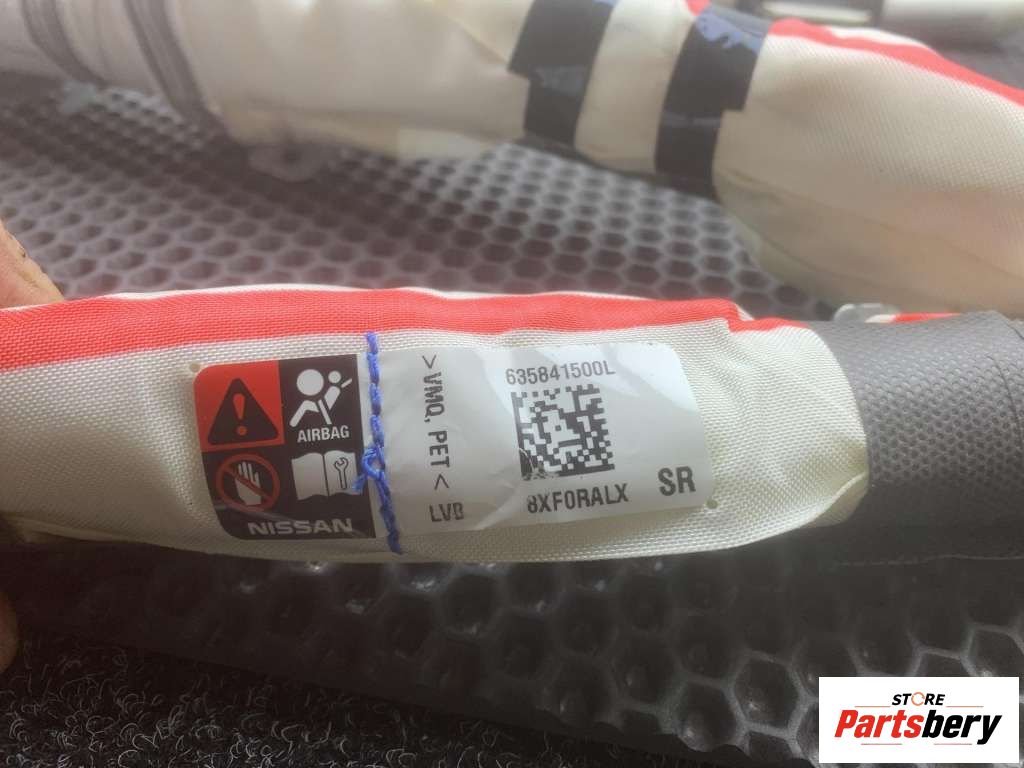 AIRBAG
NISSAN
>VMQ, PET<
LVB
635841500L
8XF0RALX
SR
STORE
Partsbery